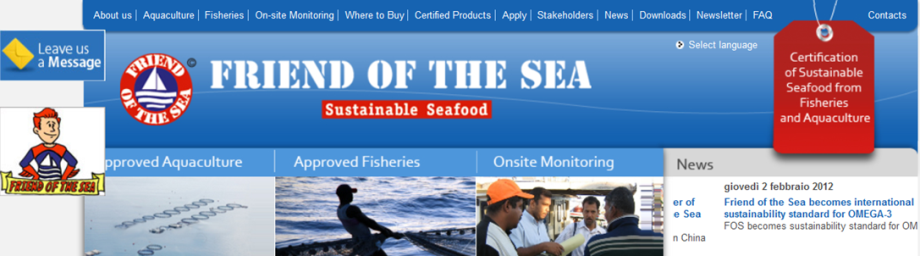 About us | Aquaculture | Fisheries | On-site Monitoring | Where to Buy | Certified Products | Apply | Stakeholders | News | Downloads | Newsletter | FAQ
Contacts
Select language
Leave us
a Message
FRIEND
OF THE SEA
©
FRIEND OF THE SEA
Sustainable Seafood
Certification
of Sustainable
Seafood from
Fisheries
and Aquaculture
FRIEND OF THE SEA
pproved Aquaculture
Approved Fisheries
Onsite Monitoring
News
giovedì 2 febbraio 2012
er of
e Sea
n China
Friend of the Sea becomes international
sustainability standard for OMEGA-3
FOS becomes sustainability standard for OM